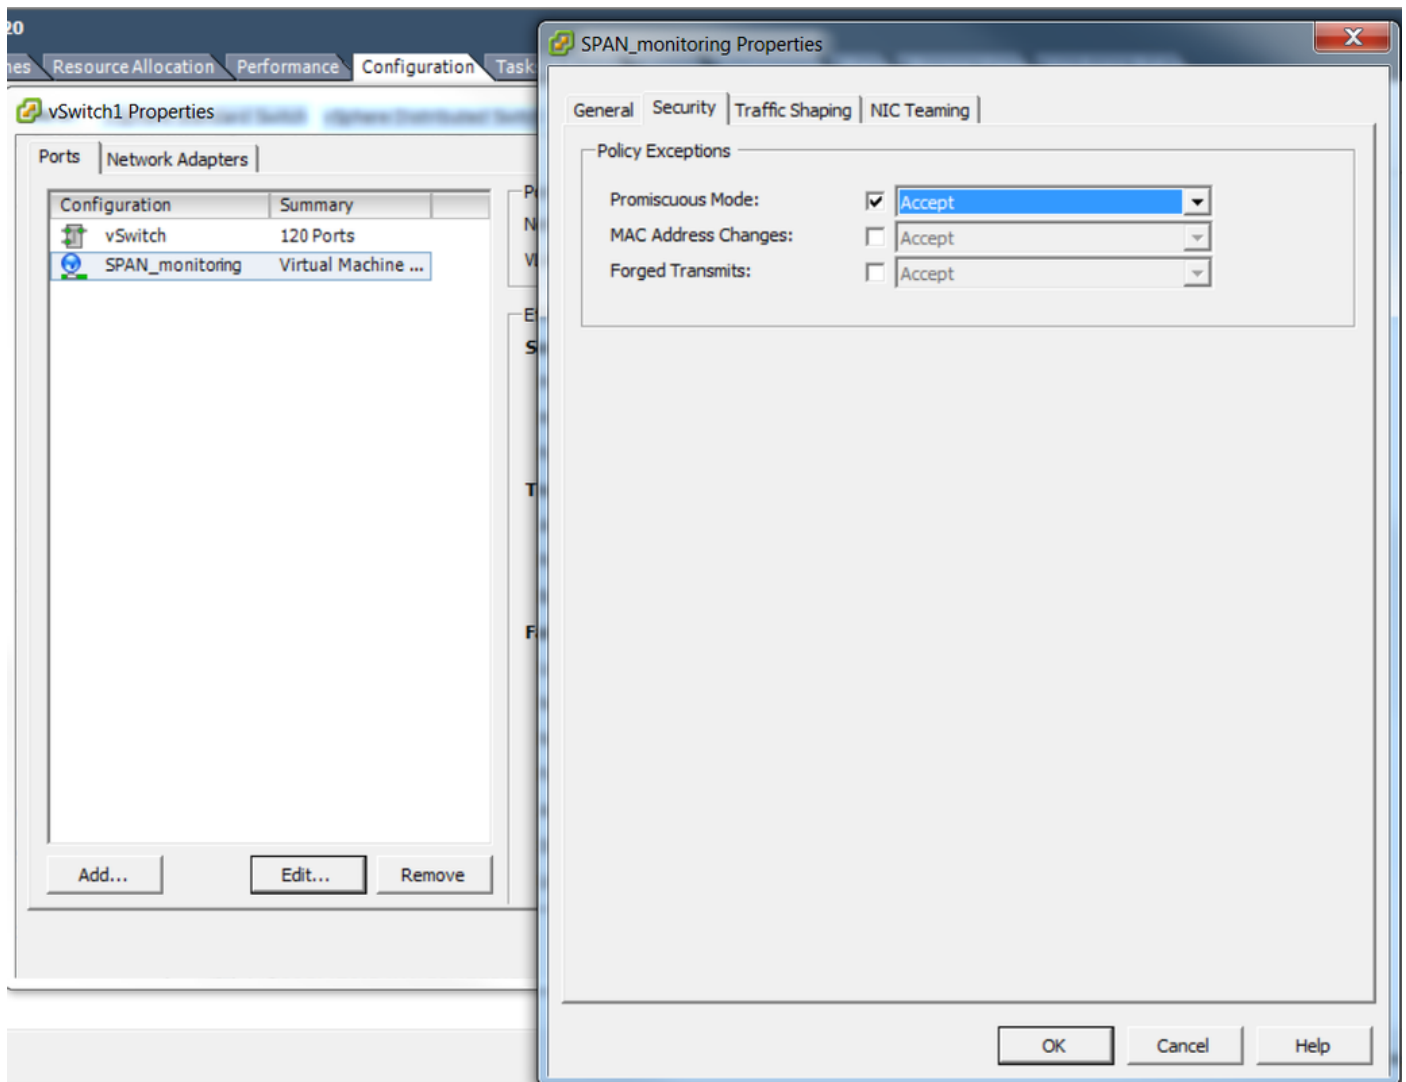 20
nes Resource Allocation Performance Configuration Task
vSwitch1 Properties
Ports Network Adapters
Configuration Summary
vSwitch 120 Ports
SPAN_monitoring Virtual Machine ...
Add... Edit... Remove
SPAN_monitoring Properties
General Security Traffic Shaping NIC Teaming
Policy Exceptions
Promiscuous Mode: Accept
MAC Address Changes: Accept
Forged Transmits: Accept
OK Cancel Help